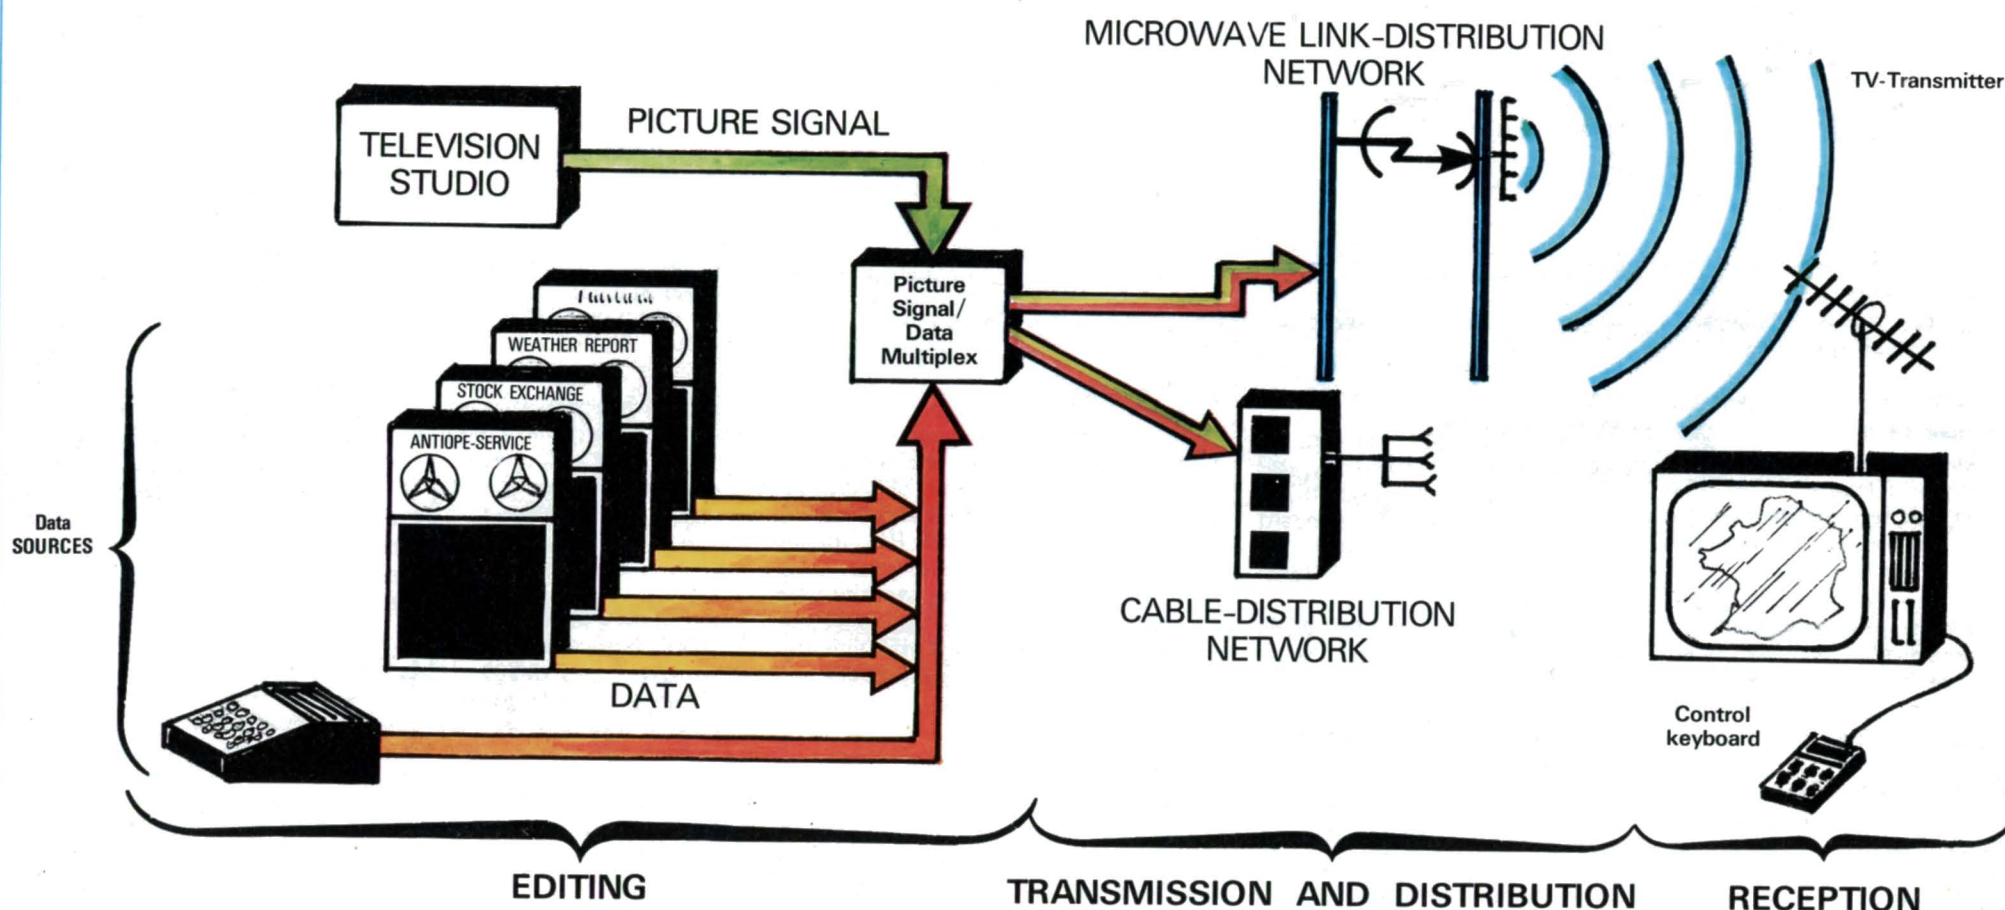 MICROWAVE LINK-DISTRIBUTION
NETWORK
TV-Transmitter
TELEVISION
STUDIO
PICTURE SIGNAL
Picture
Signal/
Data
Multiplex
WEATHER REPORT
STOCK EXCHANGE
ANTIOPE-SERVICE
Data
SOURCES
DATA
CABLE-DISTRIBUTION
NETWORK
Control
keyboard
EDITING
TRANSMISSION AND DISTRIBUTION
RECEPTION